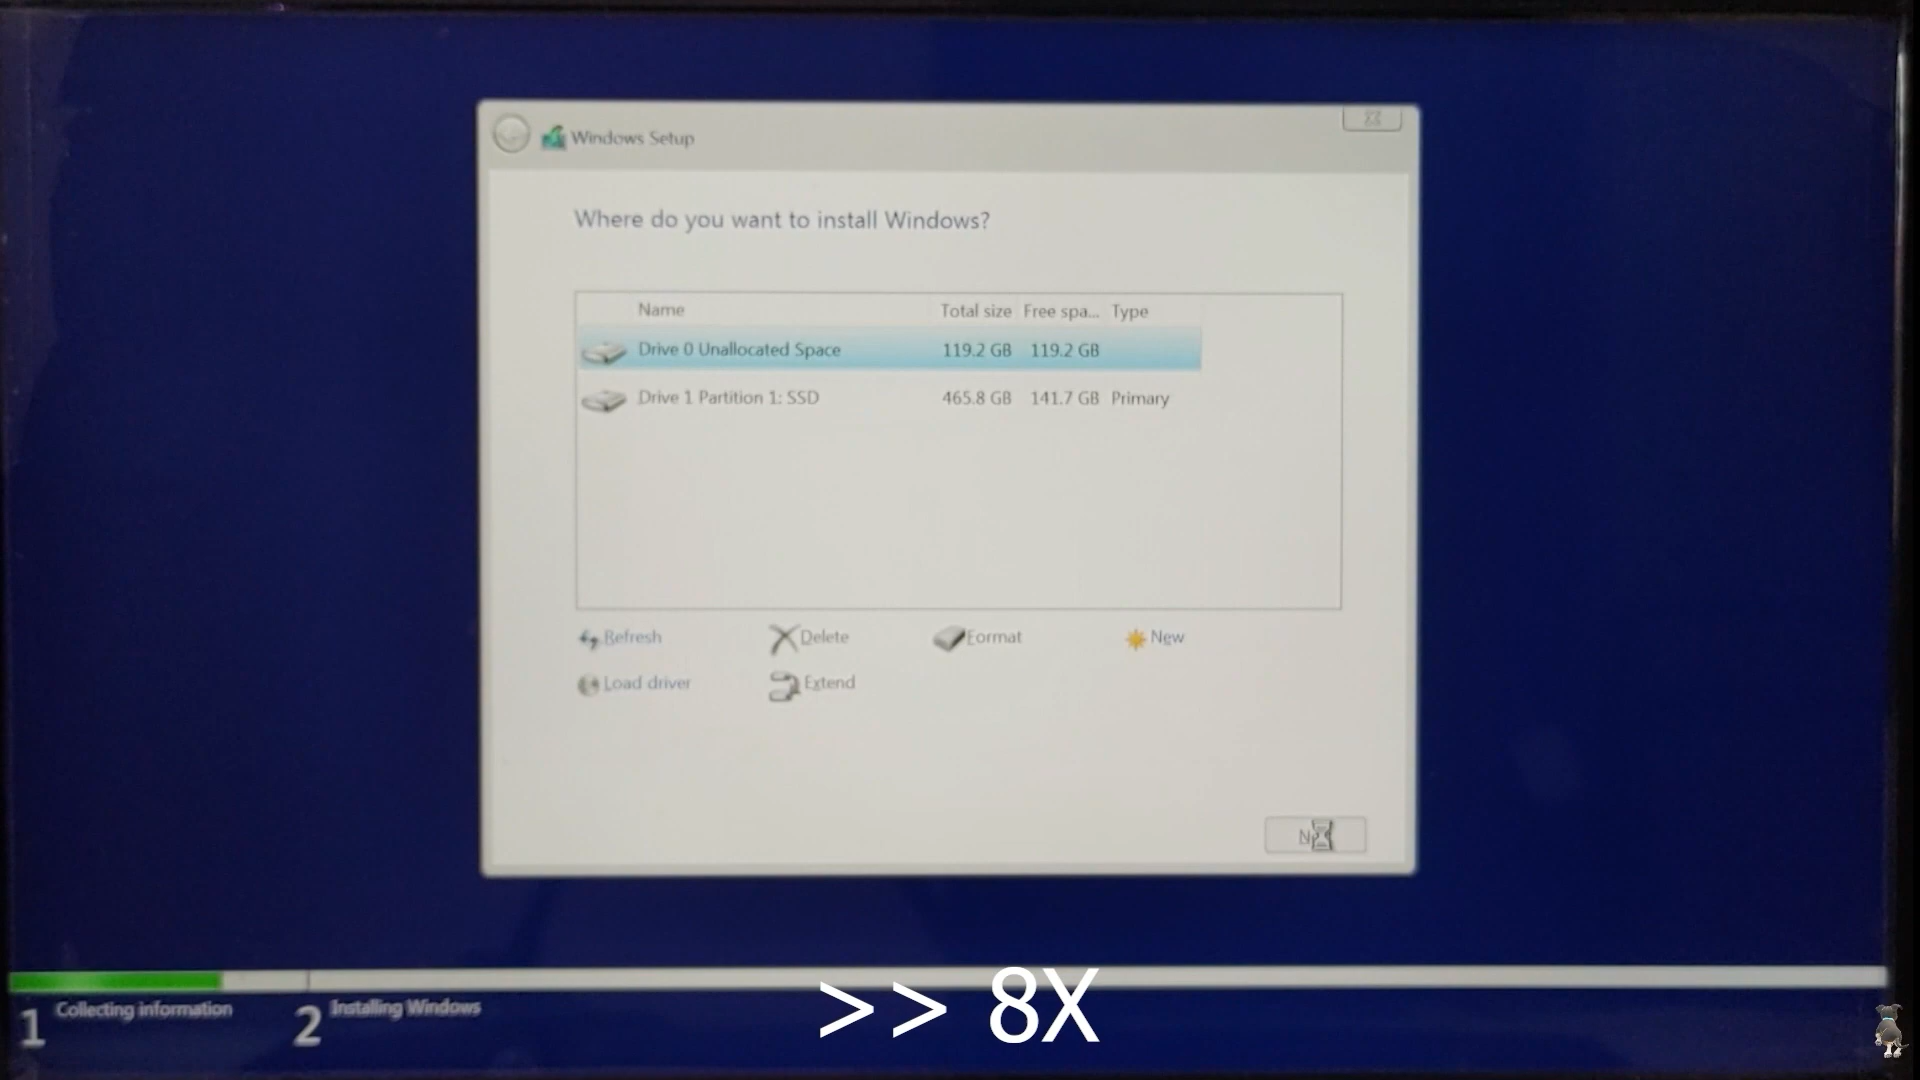 Windows Setup
Where do you want to install Windows?
Name Total size Free spa... Type
Drive 0 Unallocated Space 119.2 GB 119.2 GB
Drive 1 Partition 1: SSD 465.8 GB 141.7 GB Primary
Refresh Delete Format New
Load driver Extend
1 Collecting information 2 Installing Windows
>> 8X